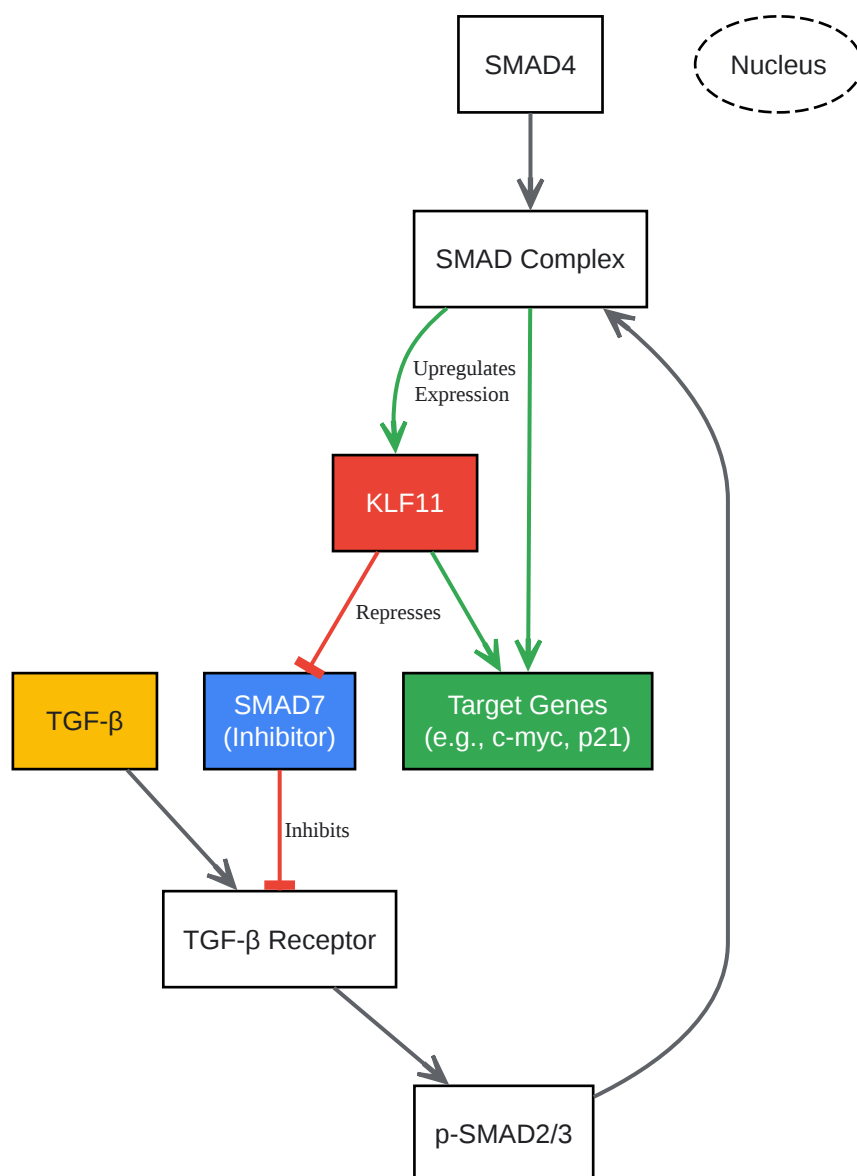 SMAD4
Nucleus
SMAD Complex
Upregulates
Expression
KLF11
Represses
TGF-β
SMAD7
(Inhibitor)
Target Genes
(e.g., c-myc, p21)
Inhibits
TGF-β Receptor
p-SMAD2/3